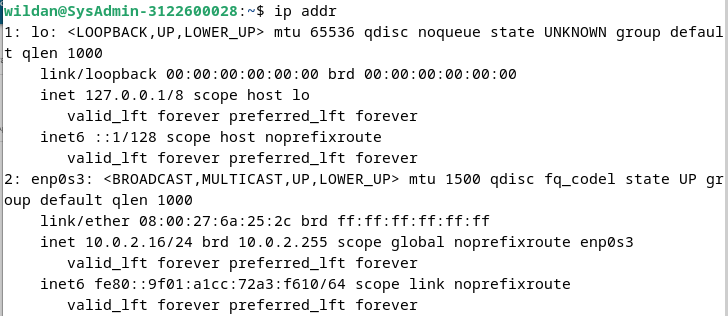 wildan@SysAdmin-3122600028:~$ ip addr
1: lo: <LOOPBACK,UP,LOWER_UP> mtu 65536 qdisc noqueue state UNKNOWN group defaul
t qlen 1000
    link/loopback 00:00:00:00:00:00 brd 00:00:00:00:00:00
    inet 127.0.0.1/8 scope host lo
       valid_lft forever preferred_lft forever
    inet6 ::1/128 scope host noprefixroute
       valid_lft forever preferred_lft forever
2: enp0s3: <BROADCAST,MULTICAST,UP,LOWER_UP> mtu 1500 qdisc fq_codel state UP gr
oup default qlen 1000
    link/ether 08:00:27:6a:25:2c brd ff:ff:ff:ff:ff:ff
    inet 10.0.2.16/24 brd 10.0.2.255 scope global noprefixroute enp0s3
       valid_lft forever preferred_lft forever
    inet6 fe80::9f01:a1cc:72a3:f610/64 scope link noprefixroute
       valid_lft forever preferred_lft forever